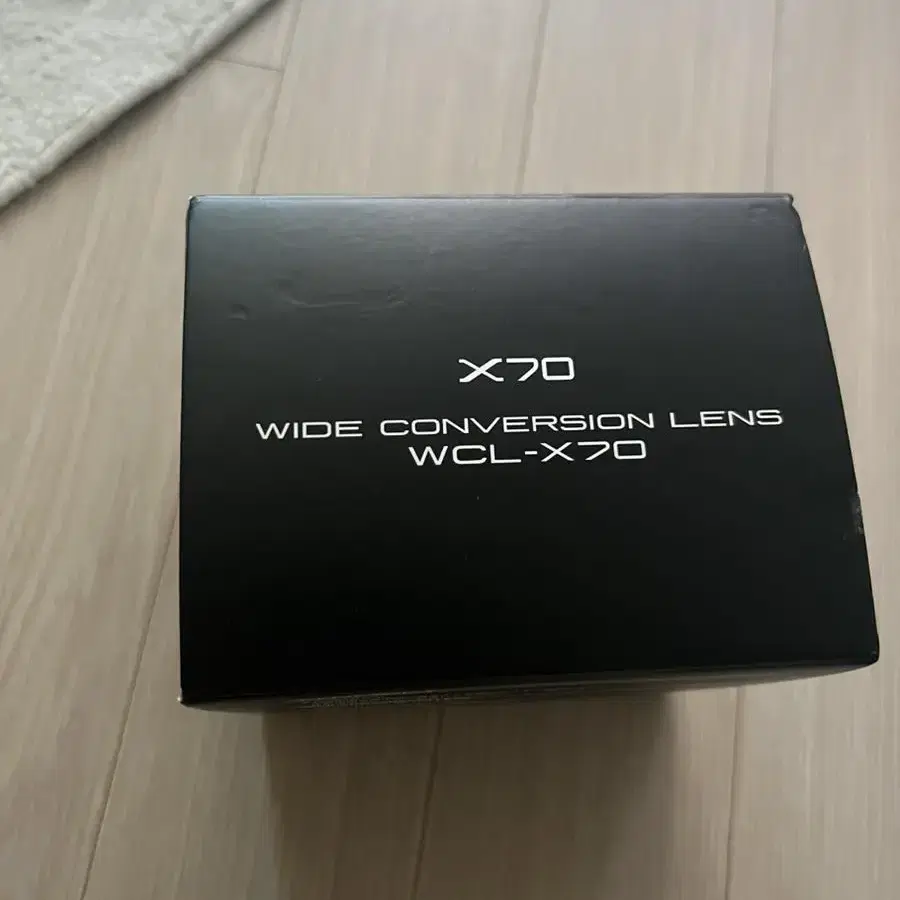 X70
WIDE CONVERSION LENS
WCL-X70